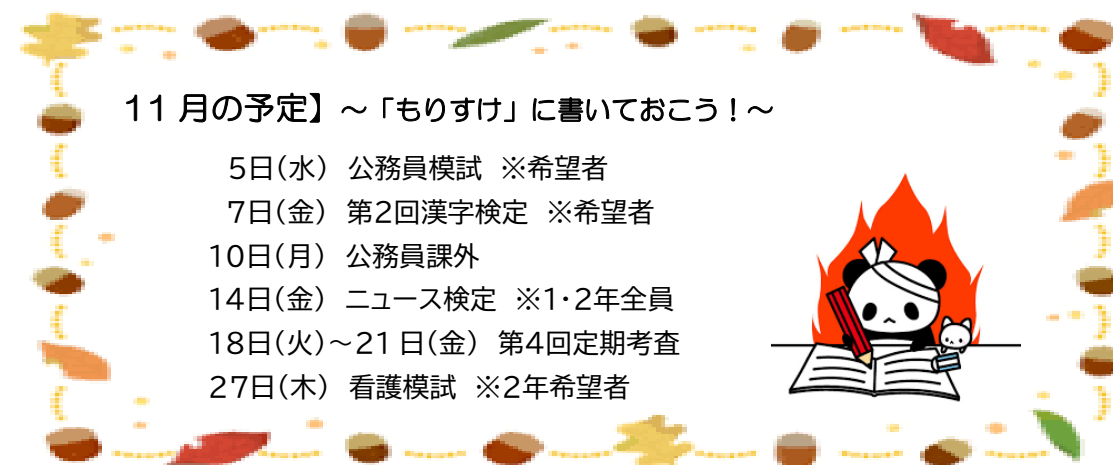 11月の予定】～「もりすけ」に書いておこう！～
5日(水) 公務員模試 ※希望者
7日(金) 第2回漢字検定 ※希望者
10日(月) 公務員課外
14日(金) ニュース検定 ※1・2年全員
18日(火)～21日(金) 第4回定期考査
27日(木) 看護模試 ※2年希望者